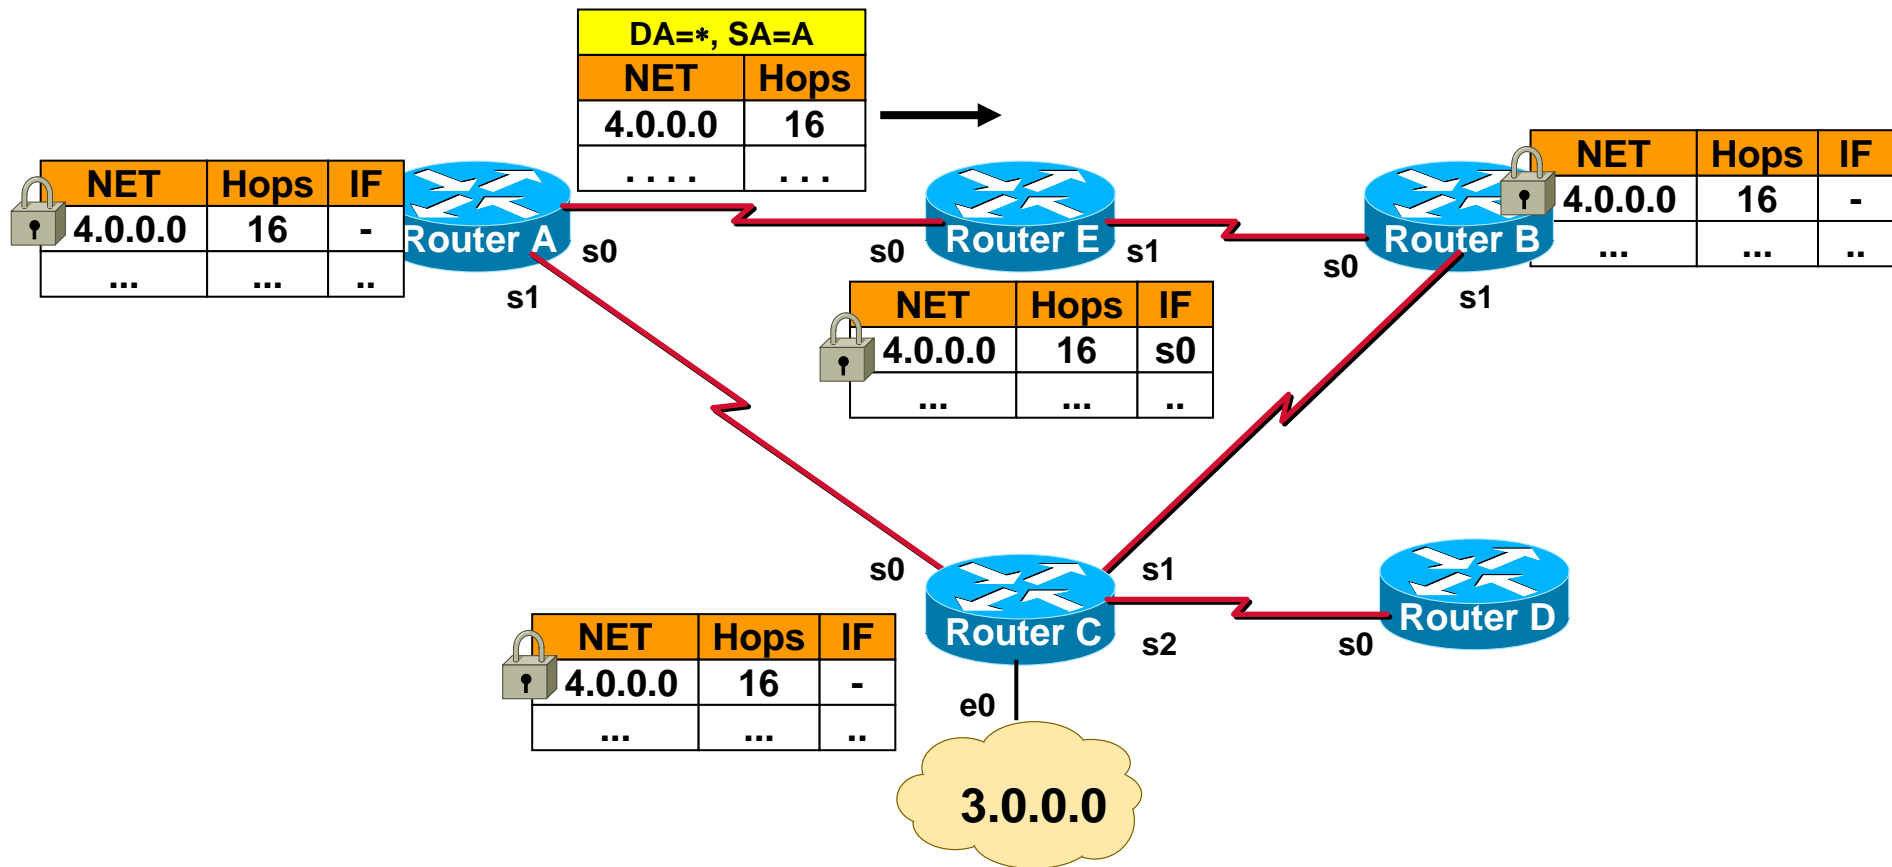 DA=*, SA=A
NET Hops
4.0.0.0 16
. . . . . . .
NET Hops IF
4.0.0.0 16 -
... ... ..
Router A
s0
s1
s0
Router E
s1
s0
Router B
s1
NET Hops IF
4.0.0.0 16 -
... ... ..
NET Hops IF
4.0.0.0 16 s0
... ... ..
s0
Router C
s1
s2
s0
Router D
NET Hops IF
4.0.0.0 16 -
... ... ..
e0
3.0.0.0